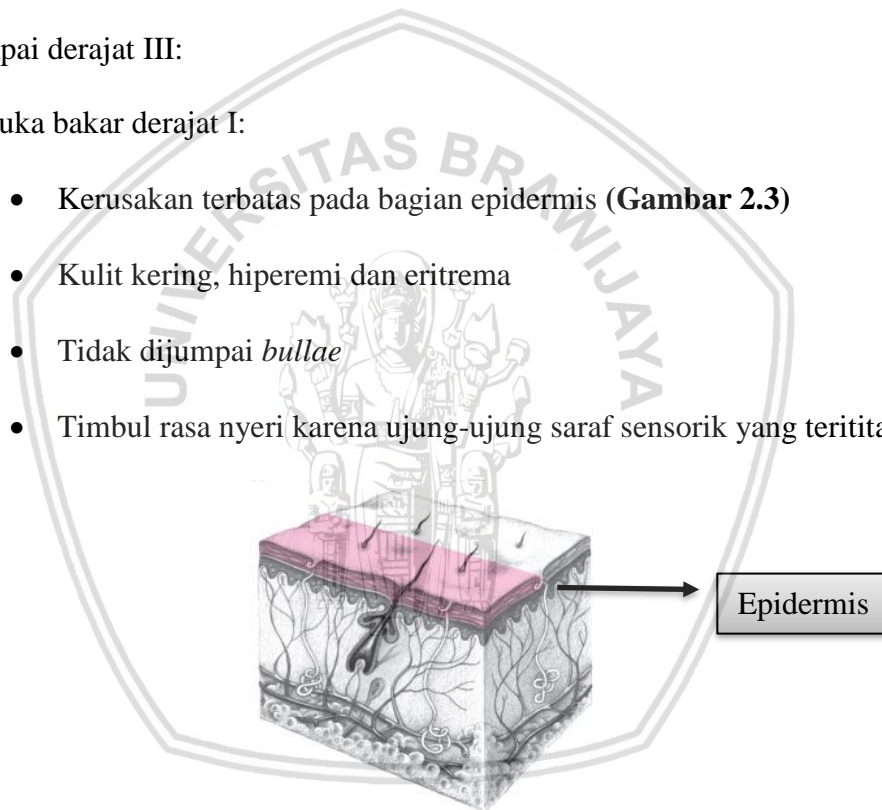 pai derajat III:
uka bakar derajat I:
• Kerusakan terbatas pada bagian epidermis (Gambar 2.3)
• Kulit kering, hiperemi dan eritrema
• Tidak dijumpai bullae
• Timbul rasa nyeri karena ujung-ujung saraf sensorik yang teritita
UNIVERSITAS BRAWIJAYA
Epidermis